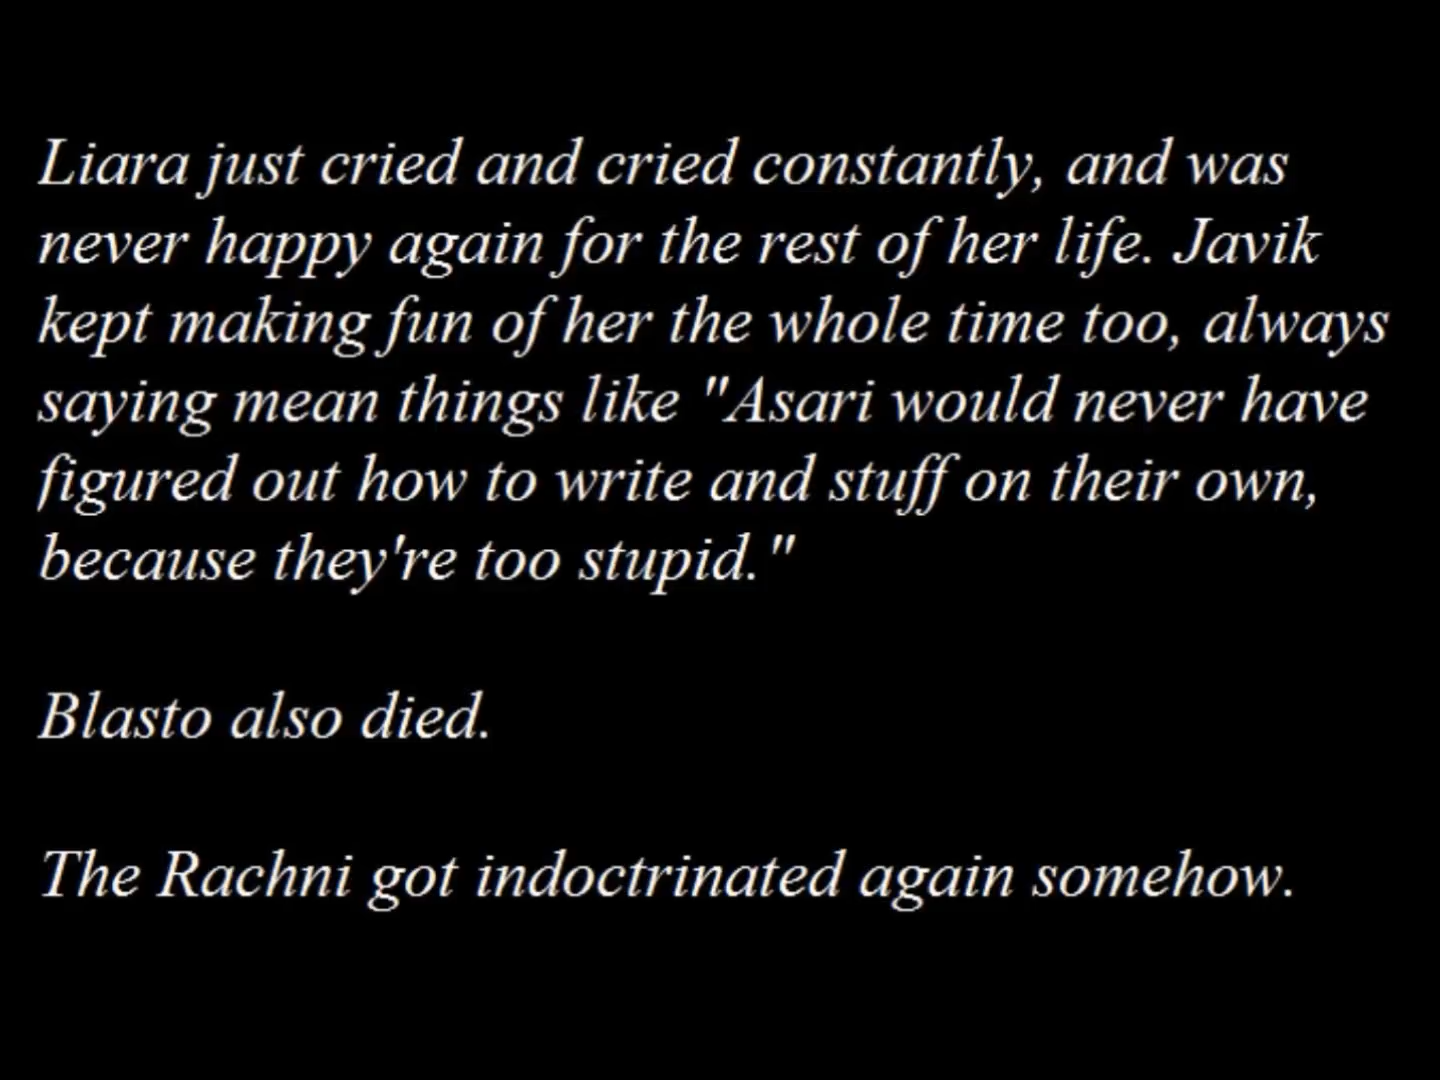 Liara just cried and cried constantly, and was
never happy again for the rest of her life. Javik
kept making fun of her the whole time too, always
saying mean things like "Asari would never have
figured out how to write and stuff on their own,
because they're too stupid."
Blasto also died.
The Rachni got indoctrinated again somehow.